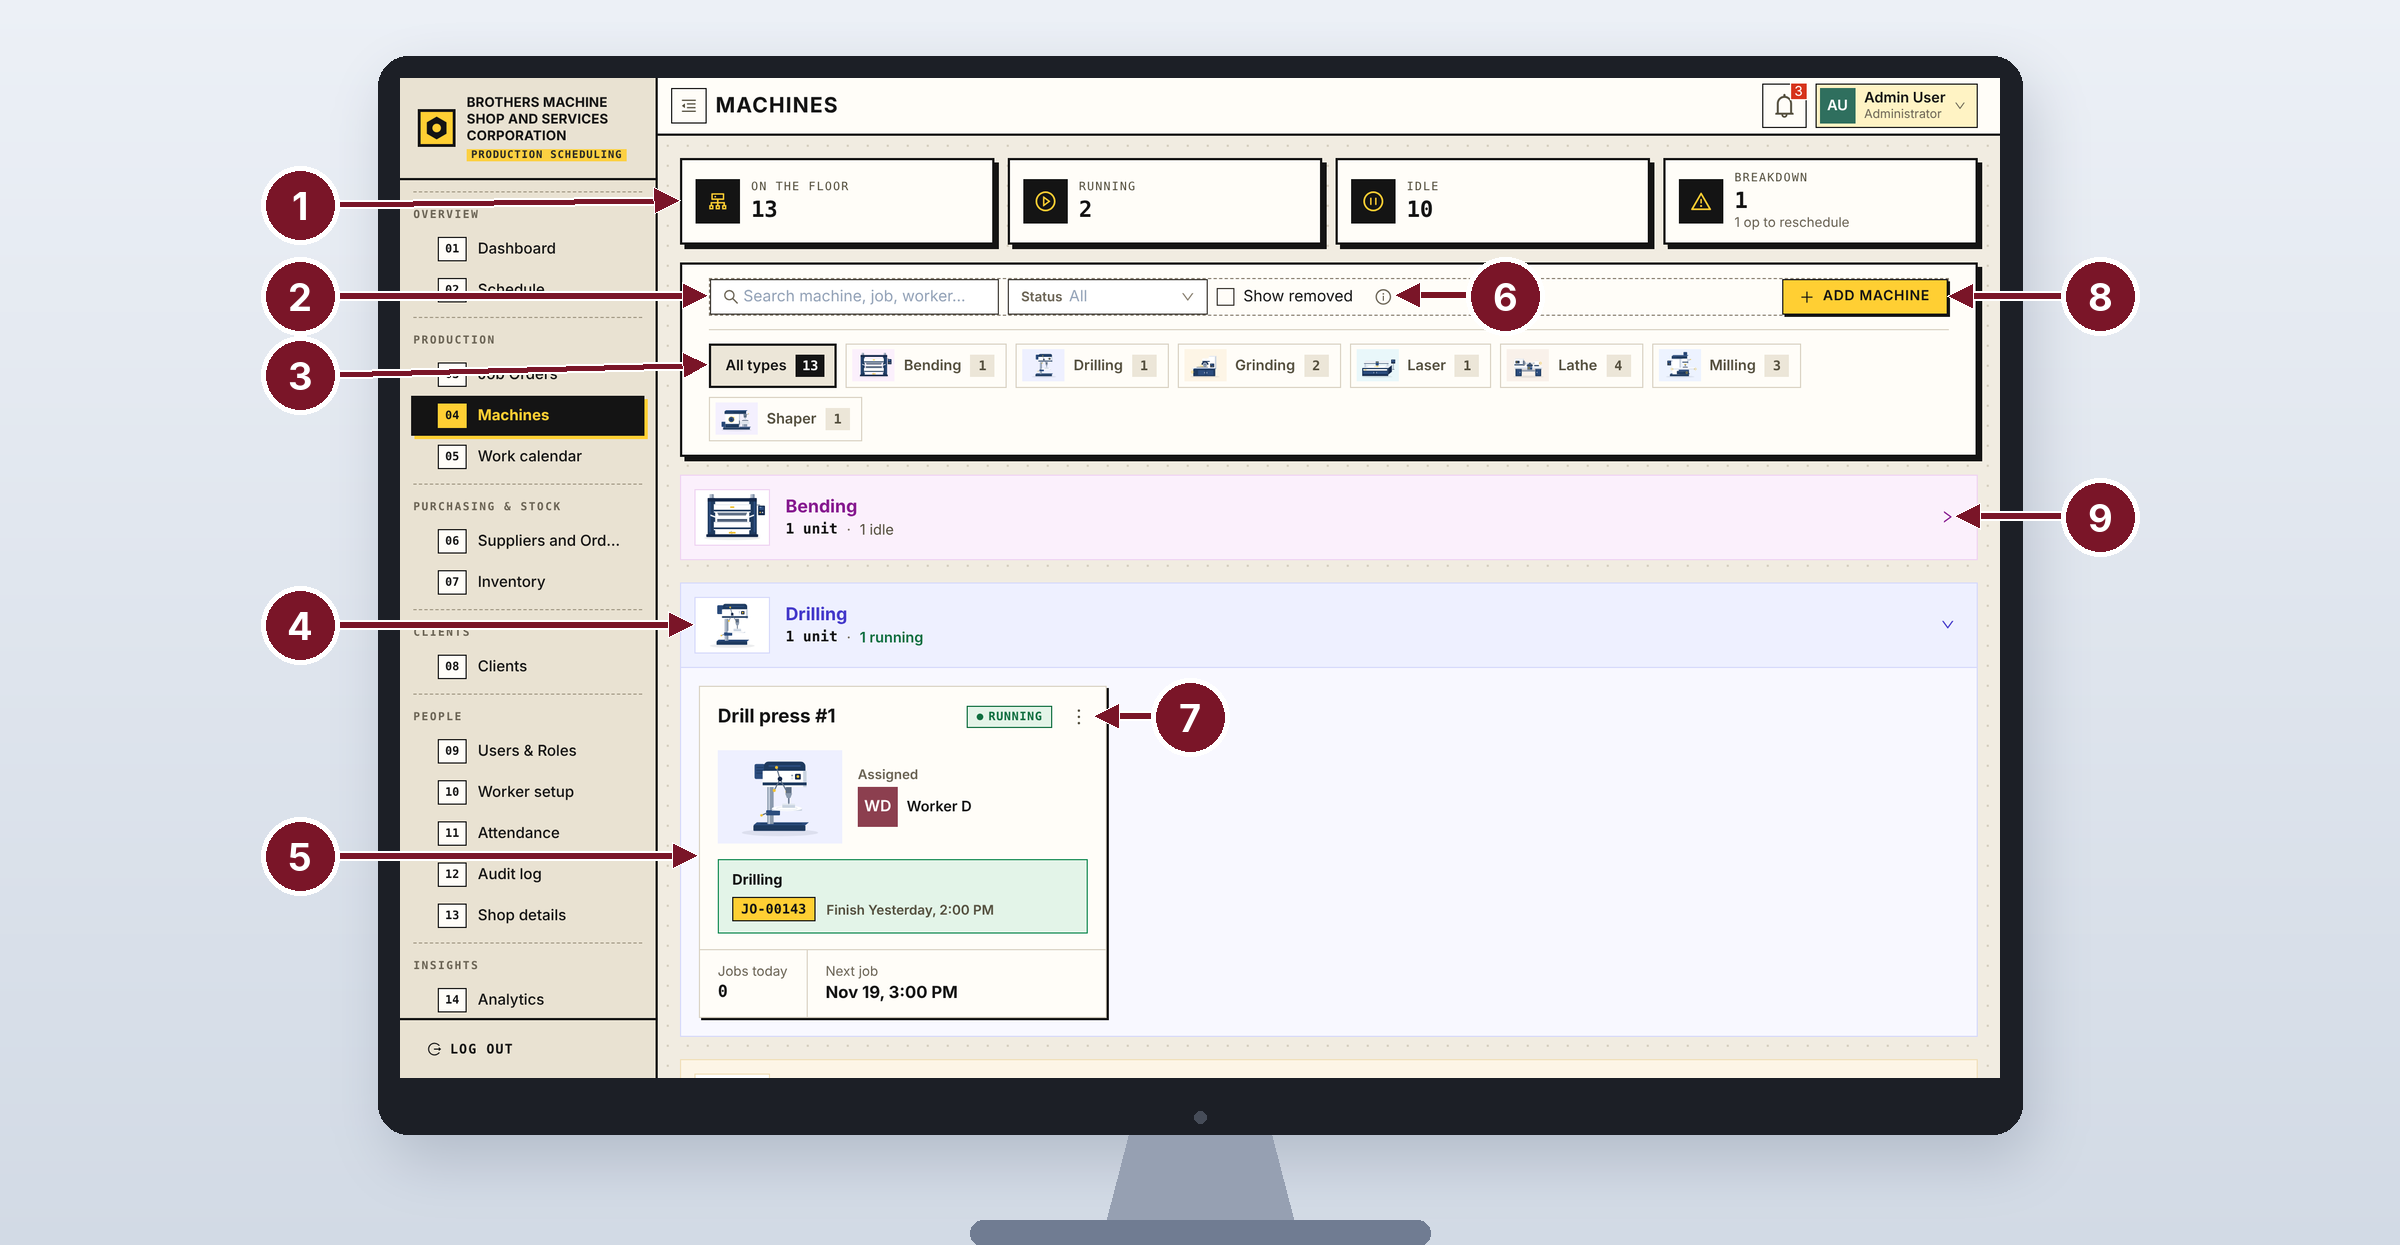 BROTHERS MACHINE
SHOP AND SERVICES
CORPORATION
PRODUCTION SCHEDULING
MACHINES
3
AU
Admin User
Administrator
1
OVERVIEW
01 Dashboard
02 Schedule
PRODUCTION
03 Job Orders
04 Machines
05 Work calendar
PURCHASING & STOCK
06 Suppliers and Ord...
07 Inventory
CLIENTS
08 Clients
PEOPLE
09 Users & Roles
10 Worker setup
11 Attendance
12 Audit log
13 Shop details
INSIGHTS
14 Analytics
LOG OUT
ON THE FLOOR
13
RUNNING
2
IDLE
10
BREAKDOWN
1
1 op to reschedule
2
Search machine, job, worker...
Status All
Show removed
6
+ ADD MACHINE
8
3
All types 13
Bending 1
Drilling 1
Grinding 2
Laser 1
Lathe 4
Milling 3
Shaper 1
Bending
1 unit · 1 idle
9
4
Drilling
1 unit · 1 running
Drill press #1
RUNNING
7
Assigned
WD Worker D
5
Drilling
JO-00143 Finish Yesterday, 2:00 PM
Jobs today
0
Next job
Nov 19, 3:00 PM